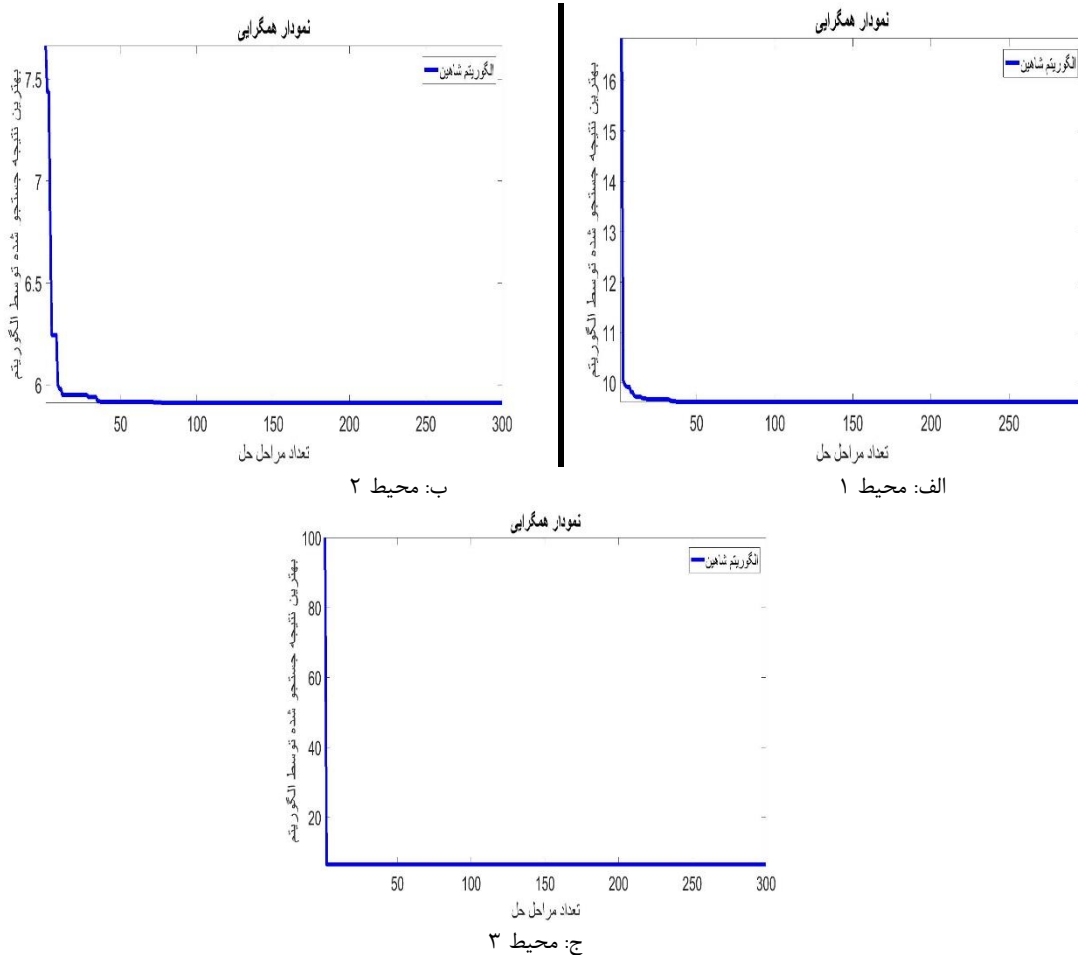 نمودار همگرایی
الگوریتم شاهین
بهترین نتیجه جستجو شده توسط الگوریتم
16
15
14
13
12
11
10
50 100 150 200 250
تعداد مراحل حل
الف: محیط ۱
نمودار همگرایی
الگوریتم شاهین
بهترین نتیجه جستجو شده توسط الگوریتم
7.5
7
6.5
6
50 100 150 200 250 300
تعداد مراحل حل
ب: محیط ۲
نمودار همگرایی
الگوریتم شاهین
بهترین نتیجه جستجو شده توسط الگوریتم
100
80
60
40
20
50 100 150 200 250 300
تعداد مراحل حل
ج: محیط ۳